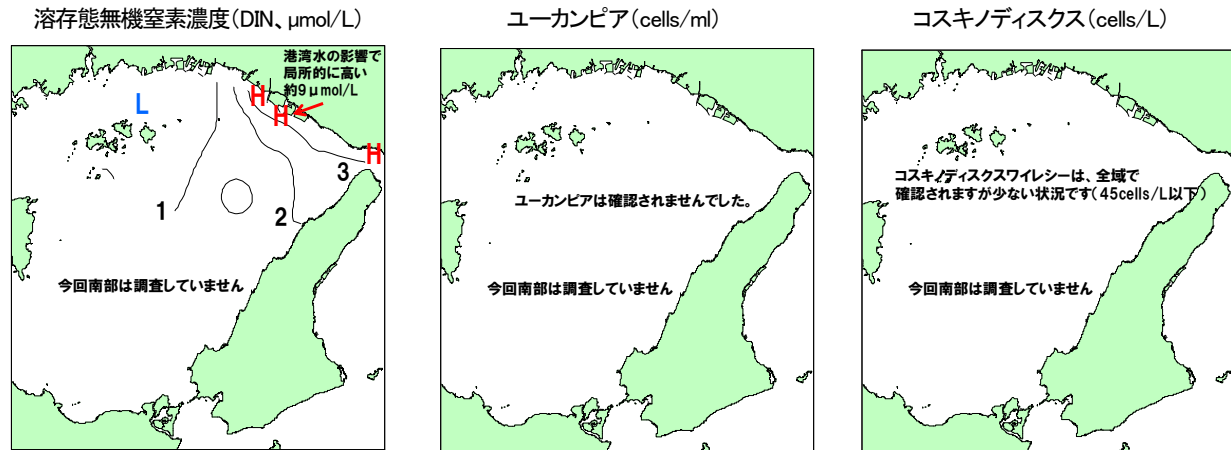 溶存態無機窒素濃度(DIN、μmol/L)
港湾水の影響で
局所的に高い
約9μmol/L
L
H
H
H
3
1
2
今回南部は調査していません
ユーカンピア(cells/ml)
ユーカンピアは確認されませんでした。
今回南部は調査していません
コスキノディスクス(cells/L)
コスキノディスクスワイレシーは、全域で
確認されますが少ない状況です(45cells/L以下)
今回南部は調査していません